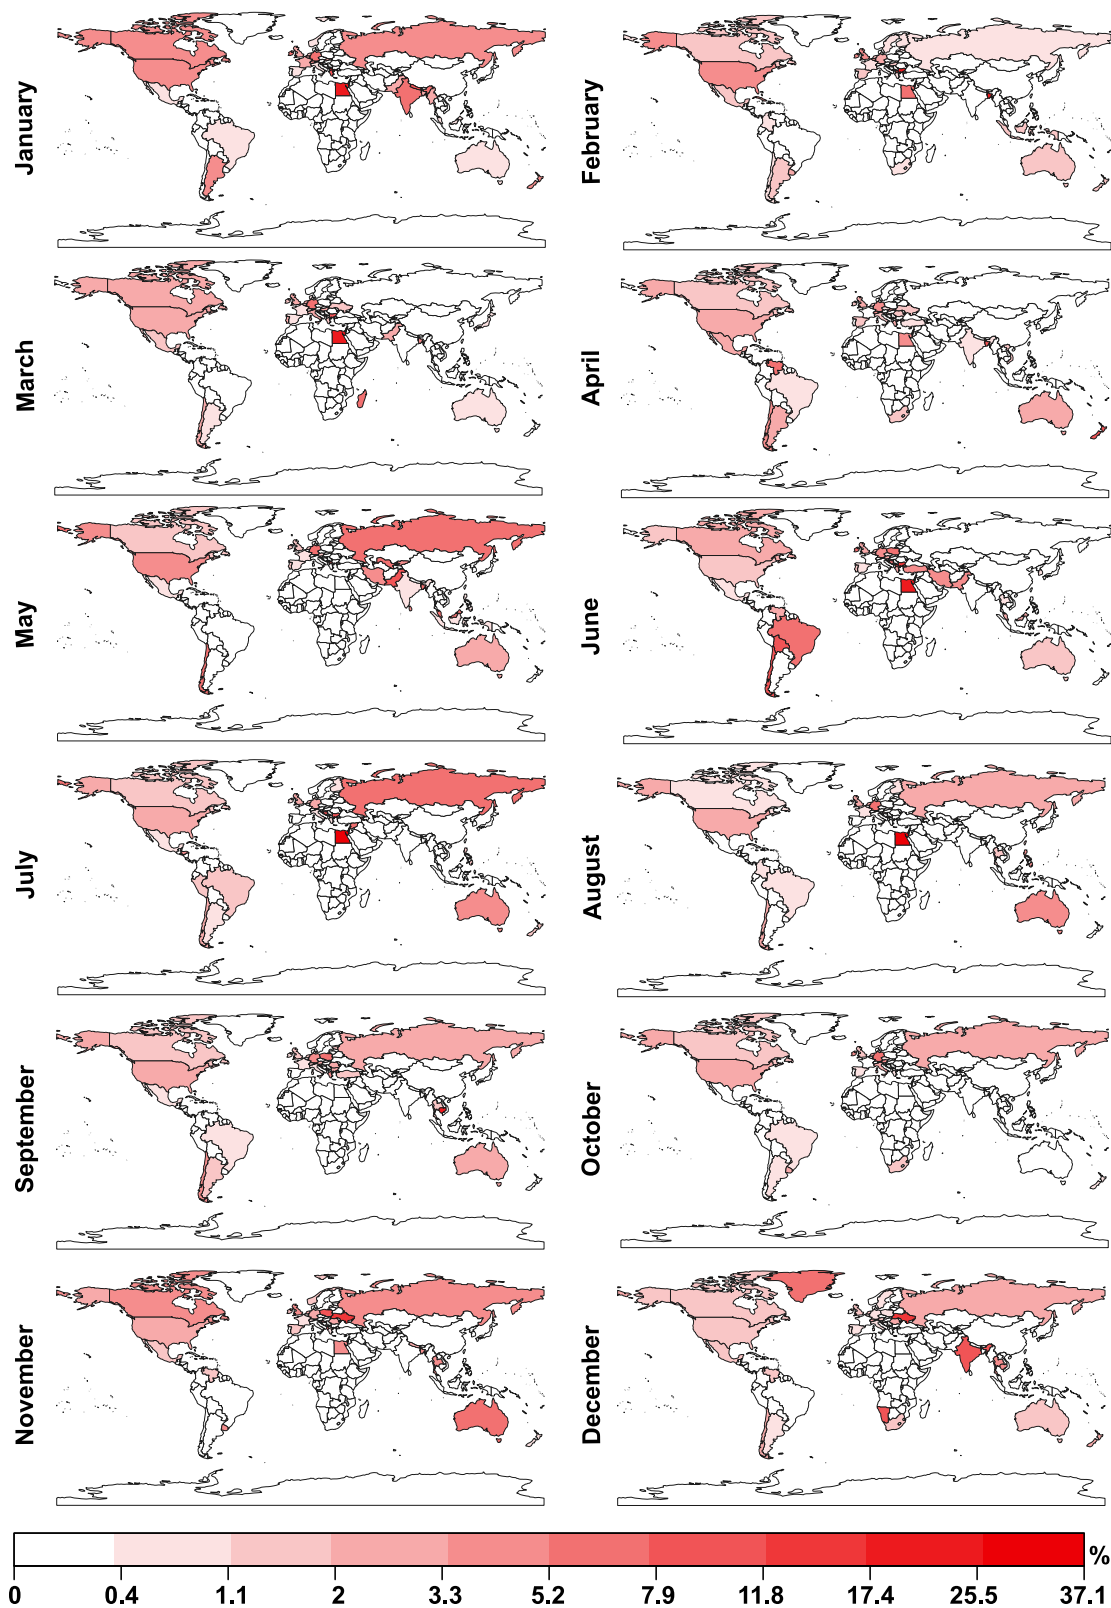 January
February
March
April
May
June
July
August
September
October
November
December
%
0 0.4 1.1 2 3.3 5.2 7.9 11.8 17.4 25.5 37.1